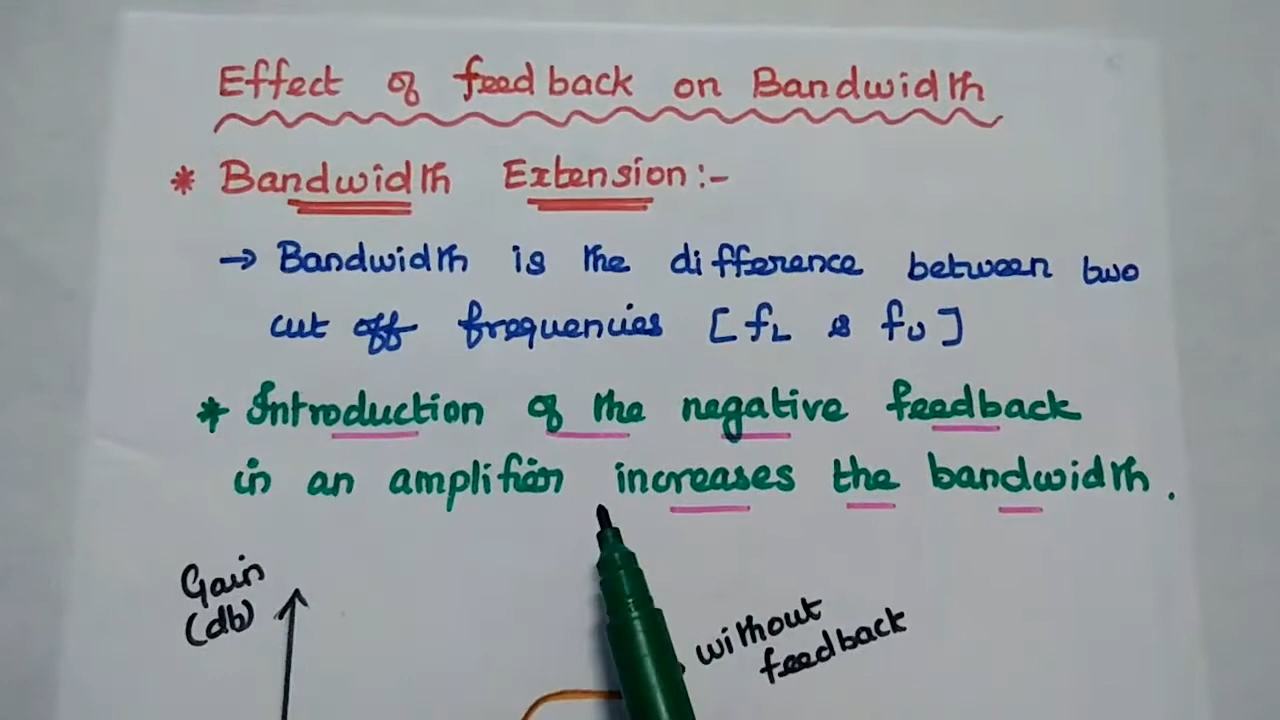 Effect of feedback on Bandwidth
* Bandwidth Extension:-
→ Bandwidth is the difference between two
cut off frequencies [fL & fU]
* Introduction of the negative feedback
in an amplifier increases the bandwidth.
Gain
(db)
without
feedback